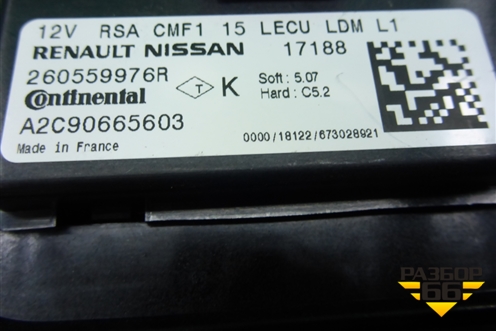 12V RSA CMF1 15 LECU LDM L1
RENAULT NISSAN 17188
260559976R
Continental T K Soft : 5.07
Hard : C5.2
A2C90665603
0000/18122/673028921
Made in France
РАЗБОР
66